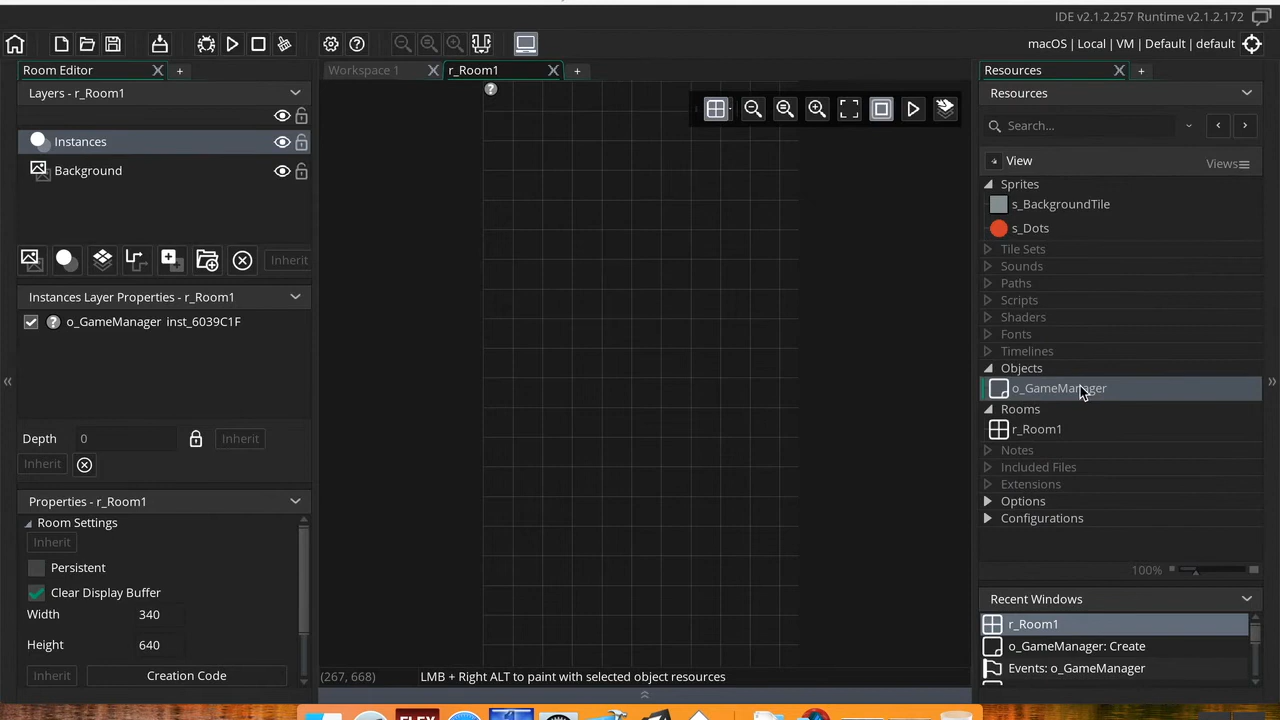 IDE v2.1.2.257 Runtime v2.1.2.172
macOS | Local | VM | Default | default
Room Editor
Workspace 1
r_Room1
Resources
Layers - r_Room1
Instances
Background
Inherit
Instances Layer Properties - r_Room1
o_GameManager inst_6039C1F
Depth
0
Inherit
Inherit
Properties - r_Room1
Room Settings
Inherit
Persistent
Clear Display Buffer
Width
340
Height
640
Inherit
Creation Code
(267, 668)
LMB + Right ALT to paint with selected object resources
Resources
Search...
View
Views
Sprites
s_BackgroundTile
s_Dots
Tile Sets
Sounds
Paths
Scripts
Shaders
Fonts
Timelines
Objects
o_GameManager
Rooms
r_Room1
Notes
Included Files
Extensions
Options
Configurations
100%
Recent Windows
r_Room1
o_GameManager: Create
Events: o_GameManager
FLEX